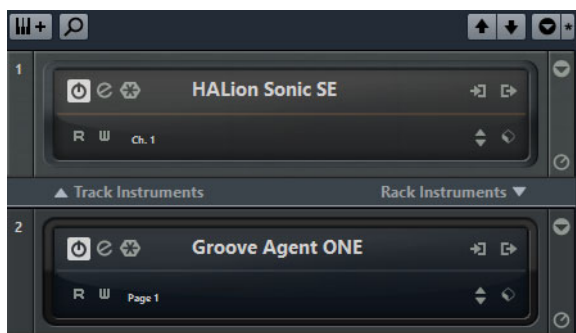 1
HALion Sonic SE
R W Ch. 1
Track Instruments Rack Instruments
2
Groove Agent ONE
R W Page 1